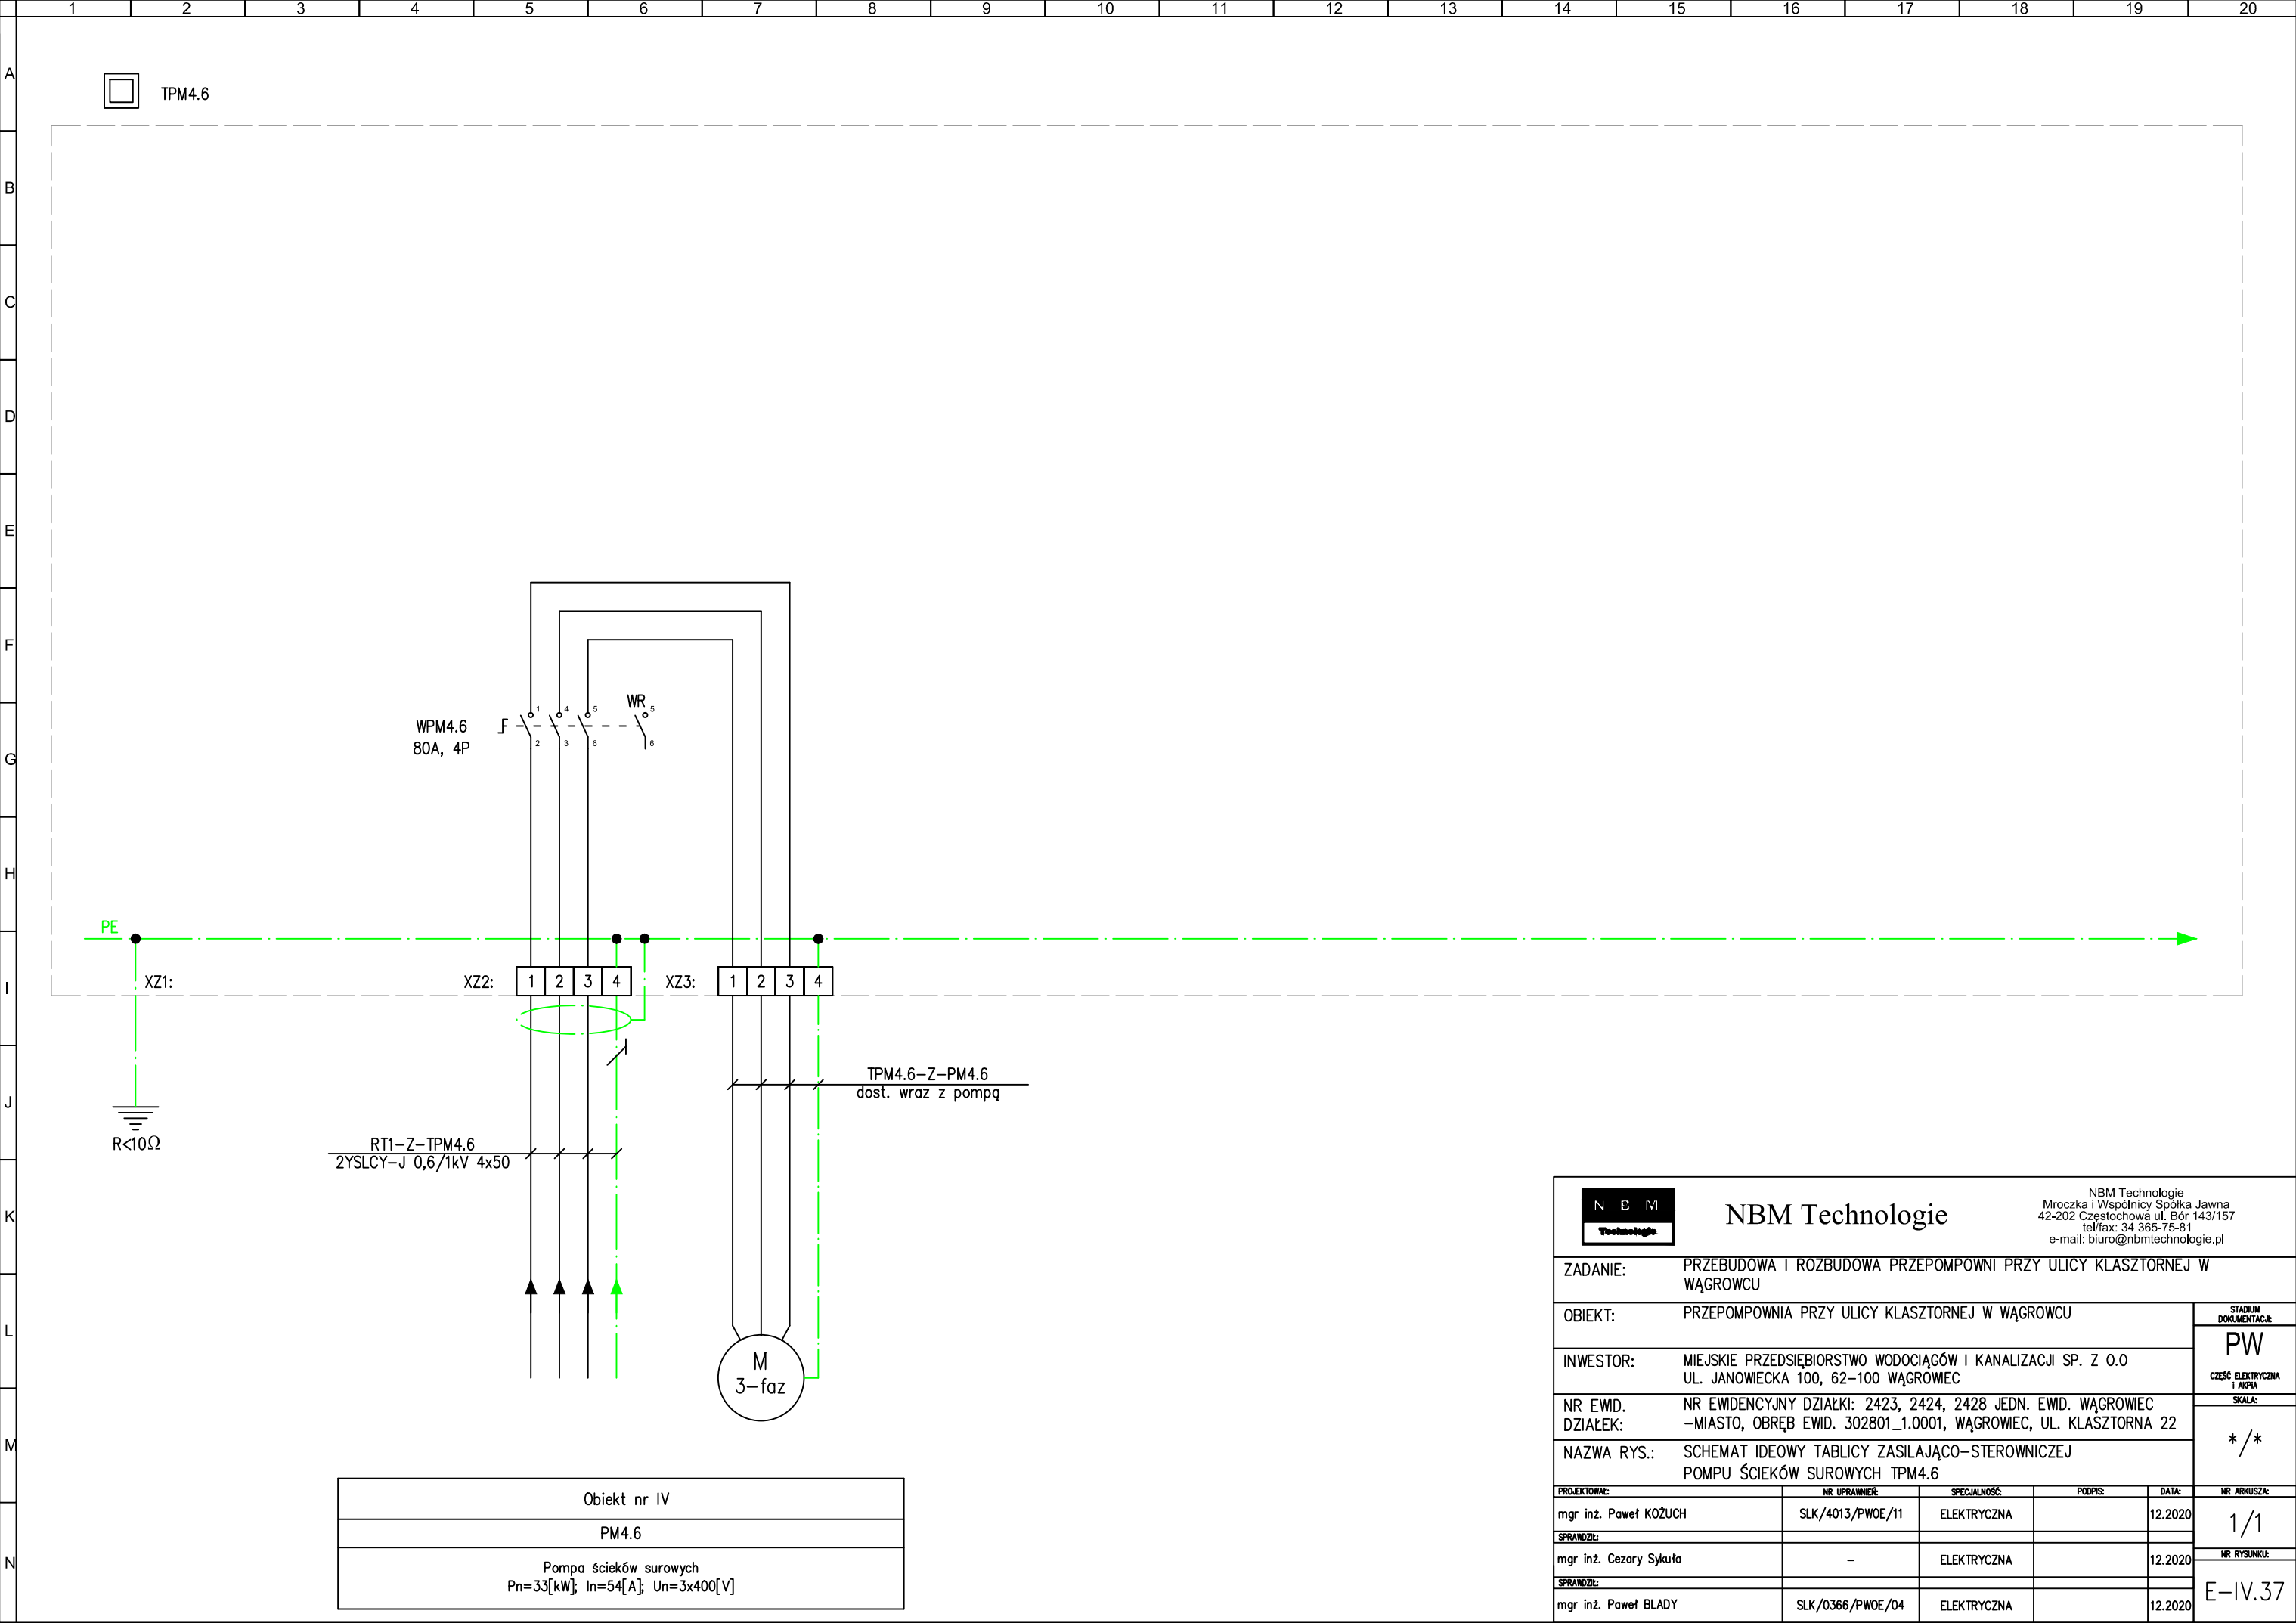 1 2 3 4 5 6 7 8 9 10 11 12 13 14 15 16 17 18 19 20
A
B
C
D
E
F
G
H
I
J
K
L
M
N
TPM4.6
WR
1 4 5 5
WPM4.6
80A, 4P
2 3 6 6
PE
XZ1:
XZ2: 1 2 3 4
XZ3: 1 2 3 4
R<10Ω
TPM4.6-Z-PM4.6
dost. wraz z pompą
RT1-Z-TPM4.6
2YSLCY-J 0,6/1kV 4x50
M
3-faz
Obiekt nr IV
PM4.6
Pompa ścieków surowych
Pn=33[kW]; In=54[A]; Un=3x400[V]
N B M
Technologie
NBM Technologie
NBM Technologie
Mroczka i Wspólnicy Spółka Jawna
42-202 Częstochowa ul. Bór 143/157
tel/fax: 34 365-75-81
e-mail: biuro@nbmtechnologie.pl
ZADANIE: PRZEBUDOWA I ROZBUDOWA PRZEPOMPOWNI PRZY ULICY KLASZTORNEJ W
WĄGROWCU
OBIEKT: PRZEPOMPOWNIA PRZY ULICY KLASZTORNEJ W WĄGROWCU
STADIUM
DOKUMENTACJI:
PW
CZĘŚĆ ELEKTRYCZNA
I AKPIA
INWESTOR: MIEJSKIE PRZEDSIĘBIORSTWO WODOCIĄGÓW I KANALIZACJI SP. Z O.O
UL. JANOWIECKA 100, 62-100 WĄGROWIEC
NR EWID.
DZIAŁEK:
NR EWIDENCYJNY DZIAŁKI: 2423, 2424, 2428 JEDN. EWID. WĄGROWIEC
-MIASTO, OBRĘB EWID. 302801_1.0001, WĄGROWIEC, UL. KLASZTORNA 22
SKALA:
*/*
NAZWA RYS.: SCHEMAT IDEOWY TABLICY ZASILAJĄCO-STEROWNICZEJ
POMPU ŚCIEKÓW SUROWYCH TPM4.6
PROJEKTOWAŁ: NR UPRAWNIEŃ: SPECJALNOŚĆ: PODPIS: DATA: NR ARKUSZA:
mgr inż. Paweł KOŻUCH SLK/4013/PWOE/11 ELEKTRYCZNA 12.2020
1/1
SPRAWDZIŁ:
mgr inż. Cezary Sykuła - ELEKTRYCZNA 12.2020
NR RYSUNKU:
SPRAWDZIŁ:
E-IV.37
mgr inż. Paweł BLADY SLK/0366/PWOE/04 ELEKTRYCZNA 12.2020